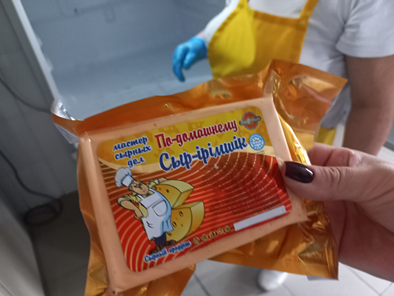 мастер
сырных
дел
По-домашнему
Сыр-ірімшік
Сырный продукт